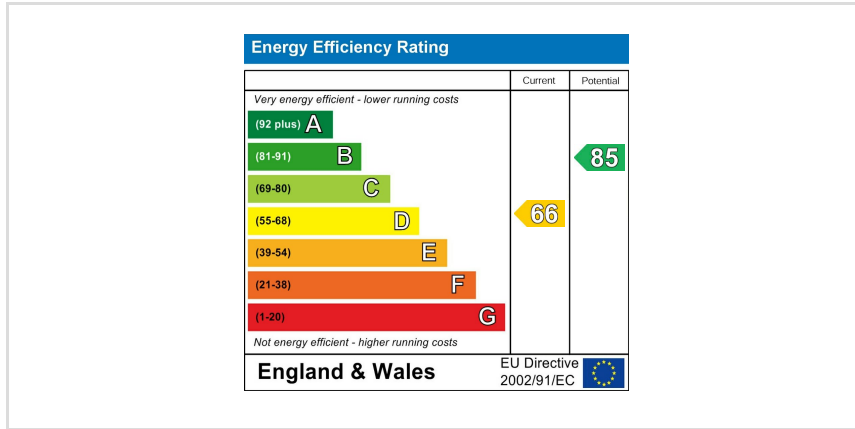 Energy Efficiency Rating
Current Potential
Very energy efficient - lower running costs
(92 plus) A
(81-91) B 85
(69-80) C
(55-68) D 66
(39-54) E
(21-38) F
(1-20) G
Not energy efficient - higher running costs
England & Wales
EU Directive
2002/91/EC